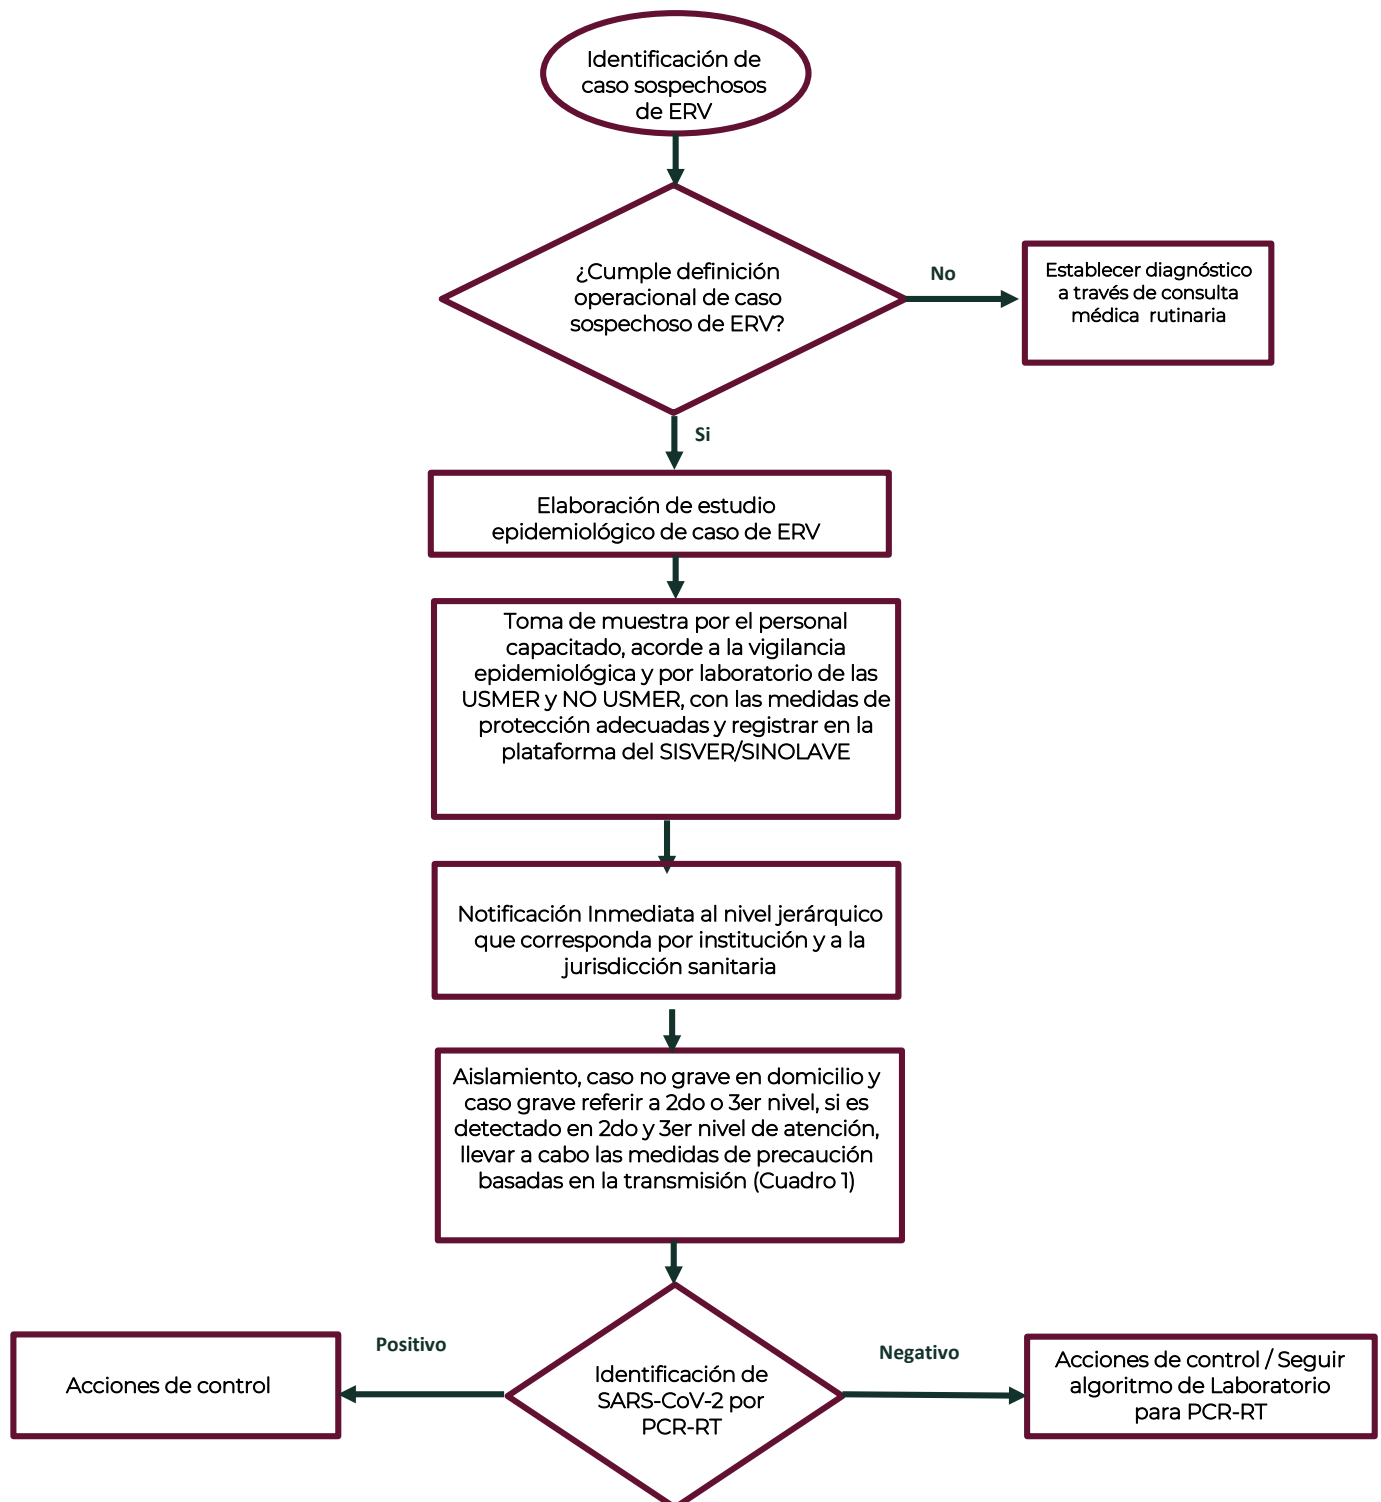 Identificación de
caso sospechosos
de ERV
¿Cumple definición
operacional de caso
sospechoso de ERV?
No
Establecer diagnóstico
a través de consulta
médica rutinaria
Si
Elaboración de estudio
epidemiológico de caso de ERV
Toma de muestra por el personal
capacitado, acorde a la vigilancia
epidemiológica y por laboratorio de las
USMER y NO USMER, con las medidas de
protección adecuadas y registrar en la
plataforma del SISVER/SINOLAVE
Notificación Inmediata al nivel jerárquico
que corresponda por institución y a la
jurisdicción sanitaria
Aislamiento, caso no grave en domicilio y
caso grave referir a 2do o 3er nivel, si es
detectado en 2do y 3er nivel de atención,
llevar a cabo las medidas de precaución
basadas en la transmisión (Cuadro 1)
Positivo
Acciones de control
Identificación de
SARS-CoV-2 por
PCR-RT
Negativo
Acciones de control / Seguir
algoritmo de Laboratorio
para PCR-RT